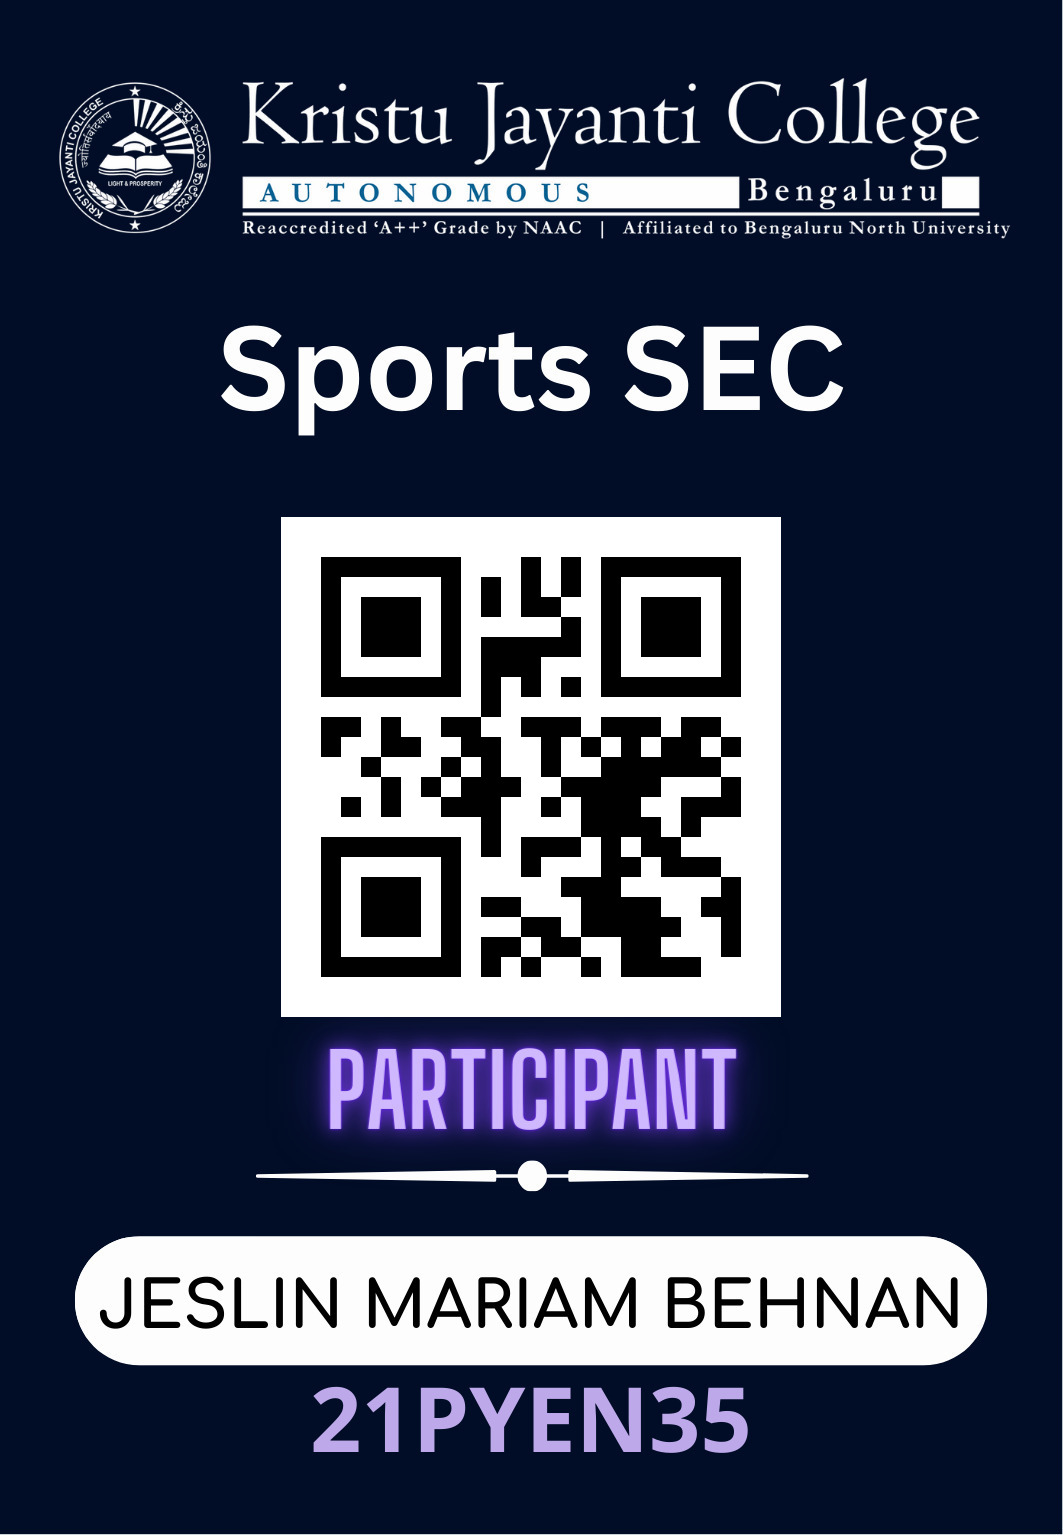 KRISTU JAYANTI COLLEGE
ಕ್ರಿಸ್ತು ಜಯಂತಿ ಕಾಲೇಜು
LIGHT & PROSPERITY
Kristu Jayanti College
AUTONOMOUS Bengaluru
Reaccredited ‘A++’ Grade by NAAC | Affiliated to Bengaluru North University
Sports SEC
PARTICIPANT
JESLIN MARIAM BEHNAN
21PYEN35